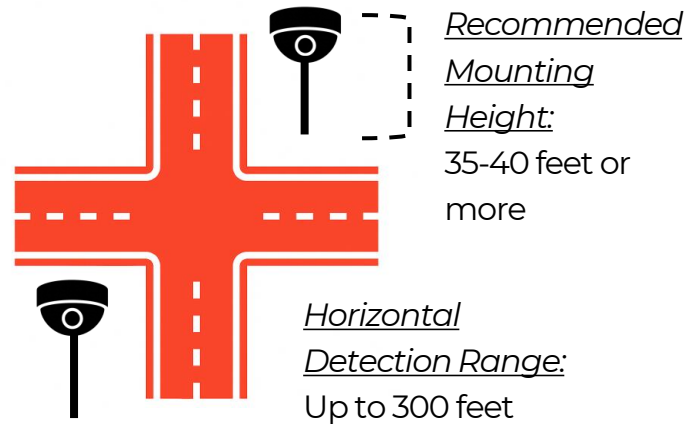 Recommended
Mounting
Height:
35-40 feet or
more
Horizontal
Detection Range:
Up to 300 feet